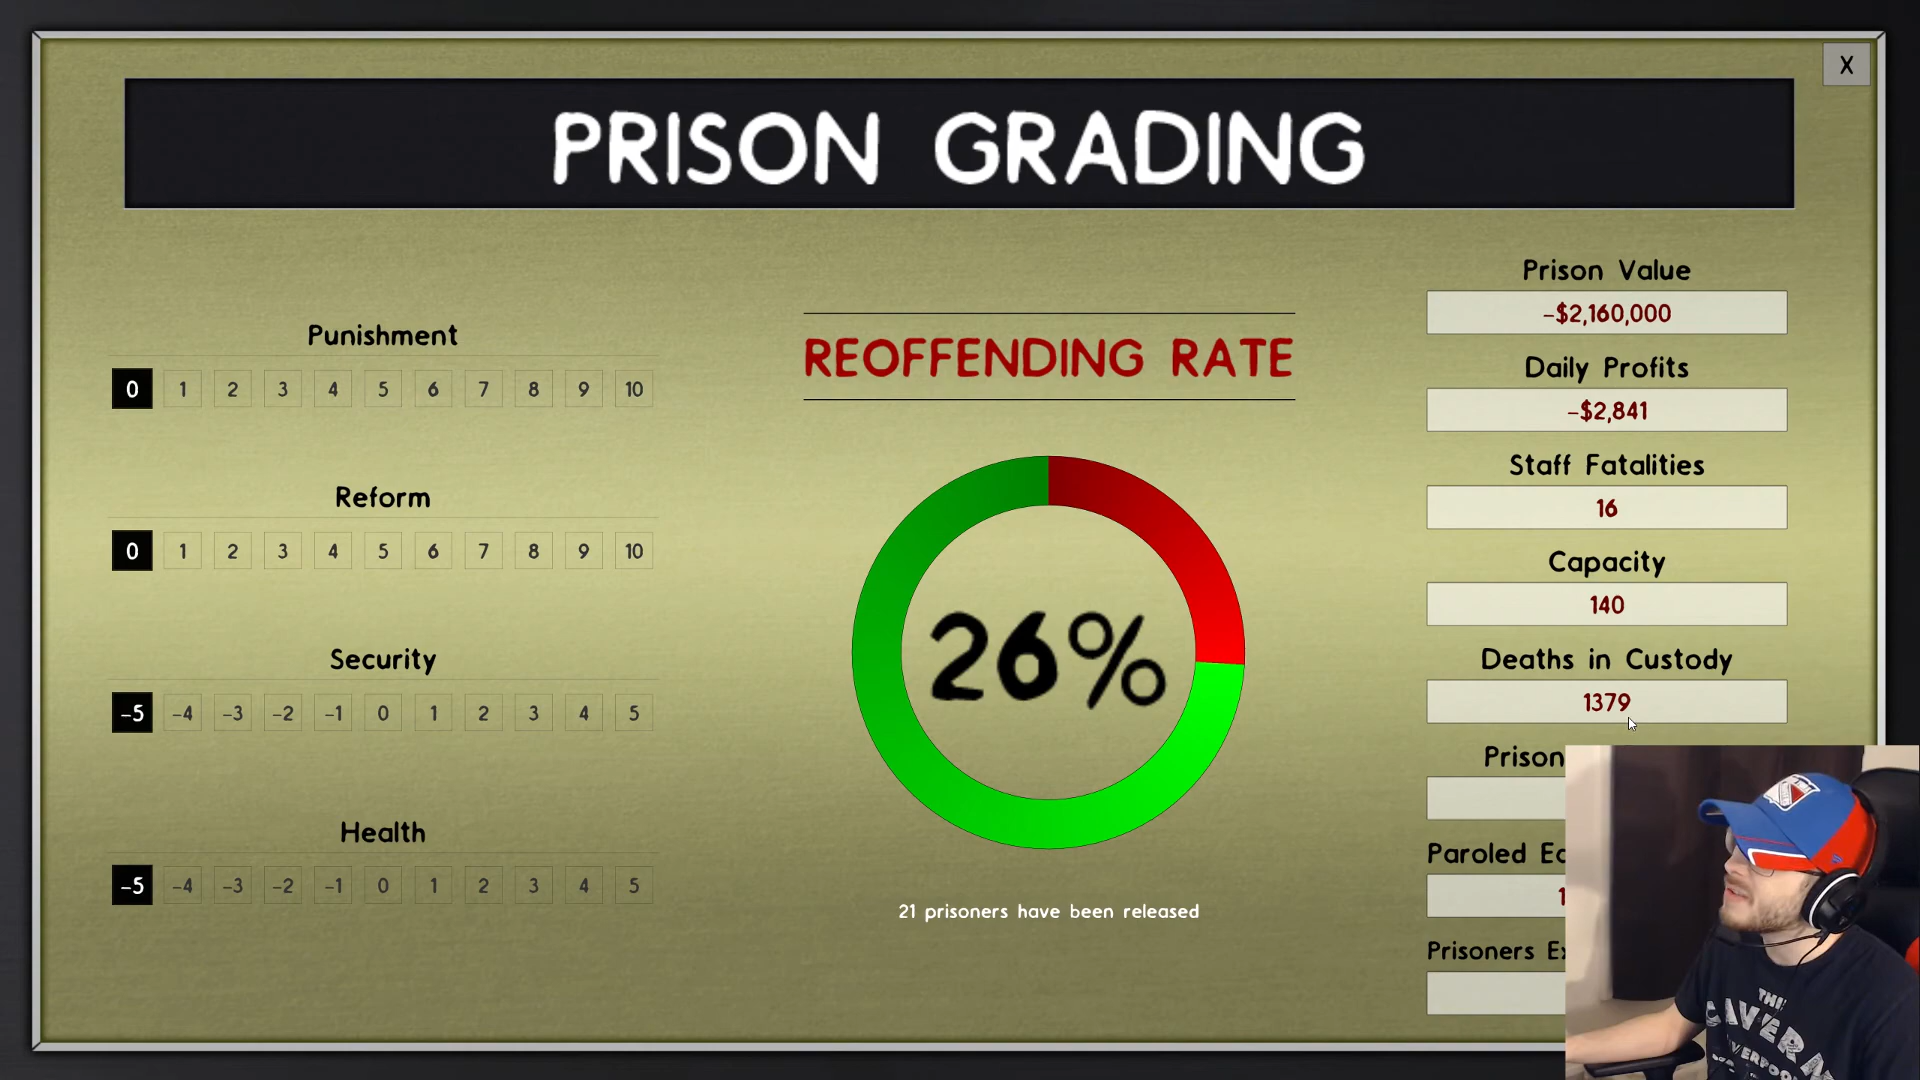 X
PRISON GRADING
Punishment
0 1 2 3 4 5 6 7 8 9 10
Reform
0 1 2 3 4 5 6 7 8 9 10
Security
-5 -4 -3 -2 -1 0 1 2 3 4 5
Health
-5 -4 -3 -2 -1 0 1 2 3 4 5
REOFFENDING RATE
26%
21 prisoners have been released
Prison Value
-$2,160,000
Daily Profits
-$2,841
Staff Fatalities
16
Capacity
140
Deaths in Custody
1379
Prison
Paroled
Prisoners
THE